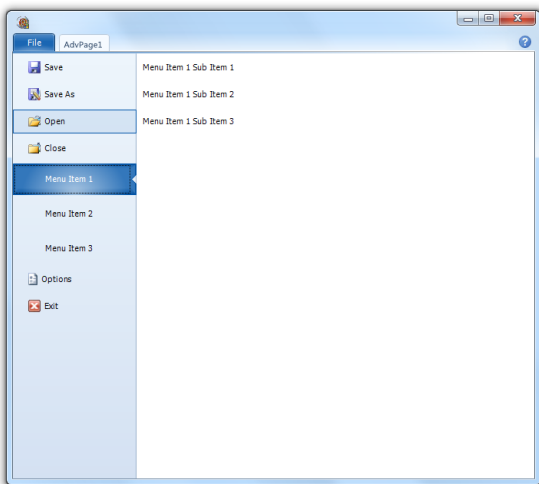 File
AdvPage1
Save
Save As
Open
Close
Menu Item 1
Menu Item 2
Menu Item 3
Options
Exit
Menu Item 1 Sub Item 1
Menu Item 1 Sub Item 2
Menu Item 1 Sub Item 3